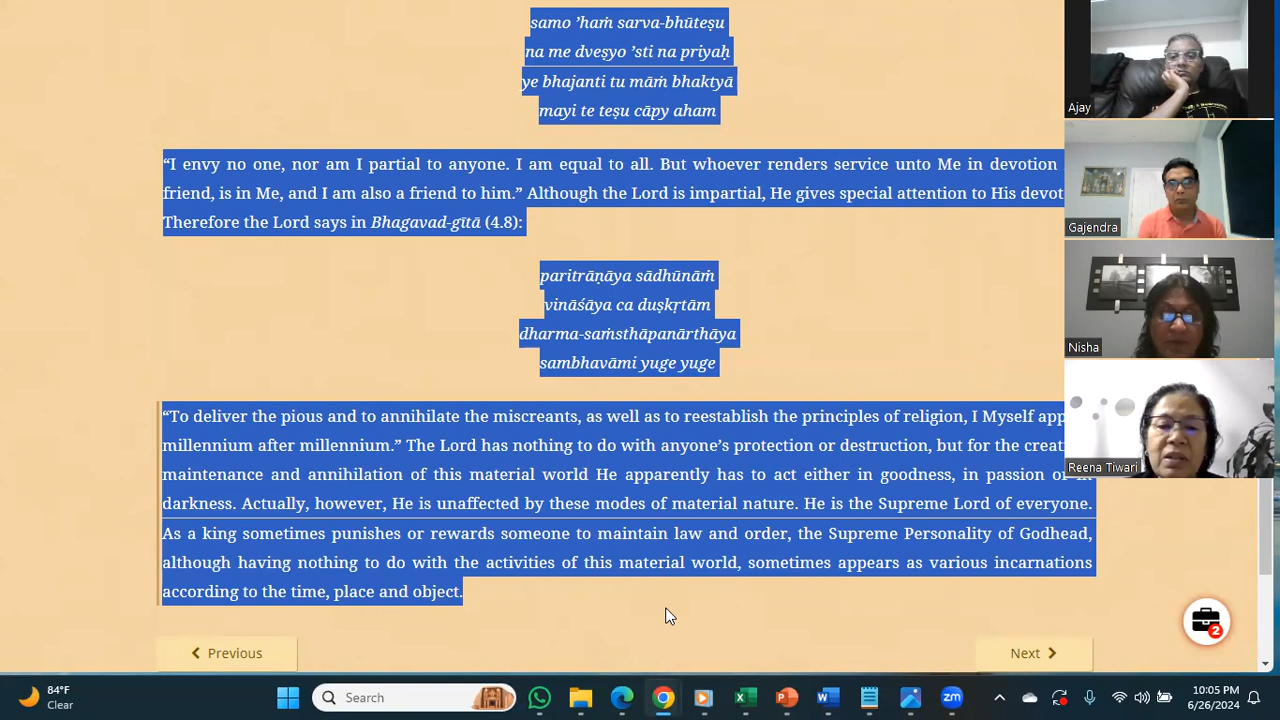 samo ’haṁ sarva-bhūteṣu
na me dveṣyo ’sti na priyaḥ
ye bhajanti tu māṁ bhaktyā
mayi te teṣu cāpy aham
“I envy no one, nor am I partial to anyone. I am equal to all. But whoever renders service unto Me in devotion
friend, is in Me, and I am also a friend to him.” Although the Lord is impartial, He gives special attention to His
Therefore the Lord says in Bhagavad-gītā (4.8):
paritrāṇāya sādhūnāṁ
vināśāya ca duṣkṛtām
dharma-saṁsthāpanārthāya
sambhavāmi yuge yuge
“To deliver the pious and to annihilate the miscreants, as well as to reestablish the principles of religion, I Myself
millennium after millennium.” The Lord has nothing to do with anyone’s protection or destruction, but for the
maintenance and annihilation of this material world He apparently has to act either in goodness, in passion
darkness. Actually, however, He is unaffected by these modes of material nature. He is the Supreme Lord of everyone.
As a king sometimes punishes or rewards someone to maintain law and order, the Supreme Personality of Godhead,
although having nothing to do with the activities of this material world, sometimes appears as various incarnations
according to the time, place and object.
Previous
Next
2
Ajay
Gajendra
Nisha
Reena Tiwari
84°F
Clear
Search
zm
10:05 PM
6/26/2024